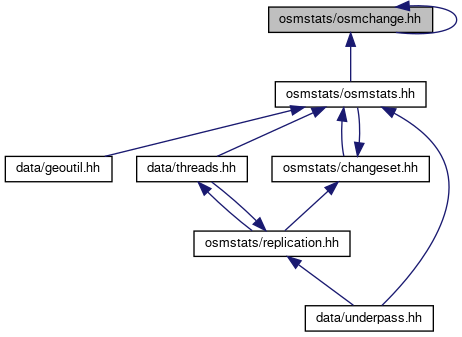 osmstats/osmchange.hh
osmstats/osmstats.hh
data/geoutil.hh
data/threads.hh
osmstats/changeset.hh
osmstats/replication.hh
data/underpass.hh